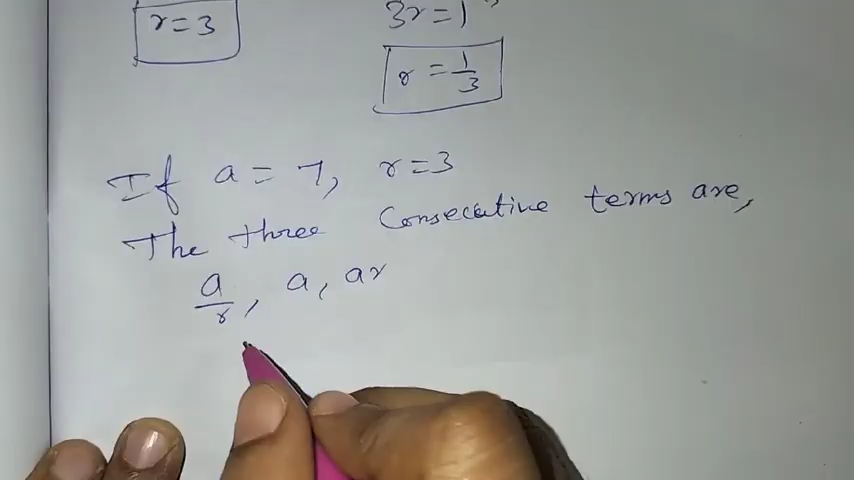 r=3
3r=1
r=1/3
If a=7, r=3
The three Consecutive terms are,
a/r, a, ar